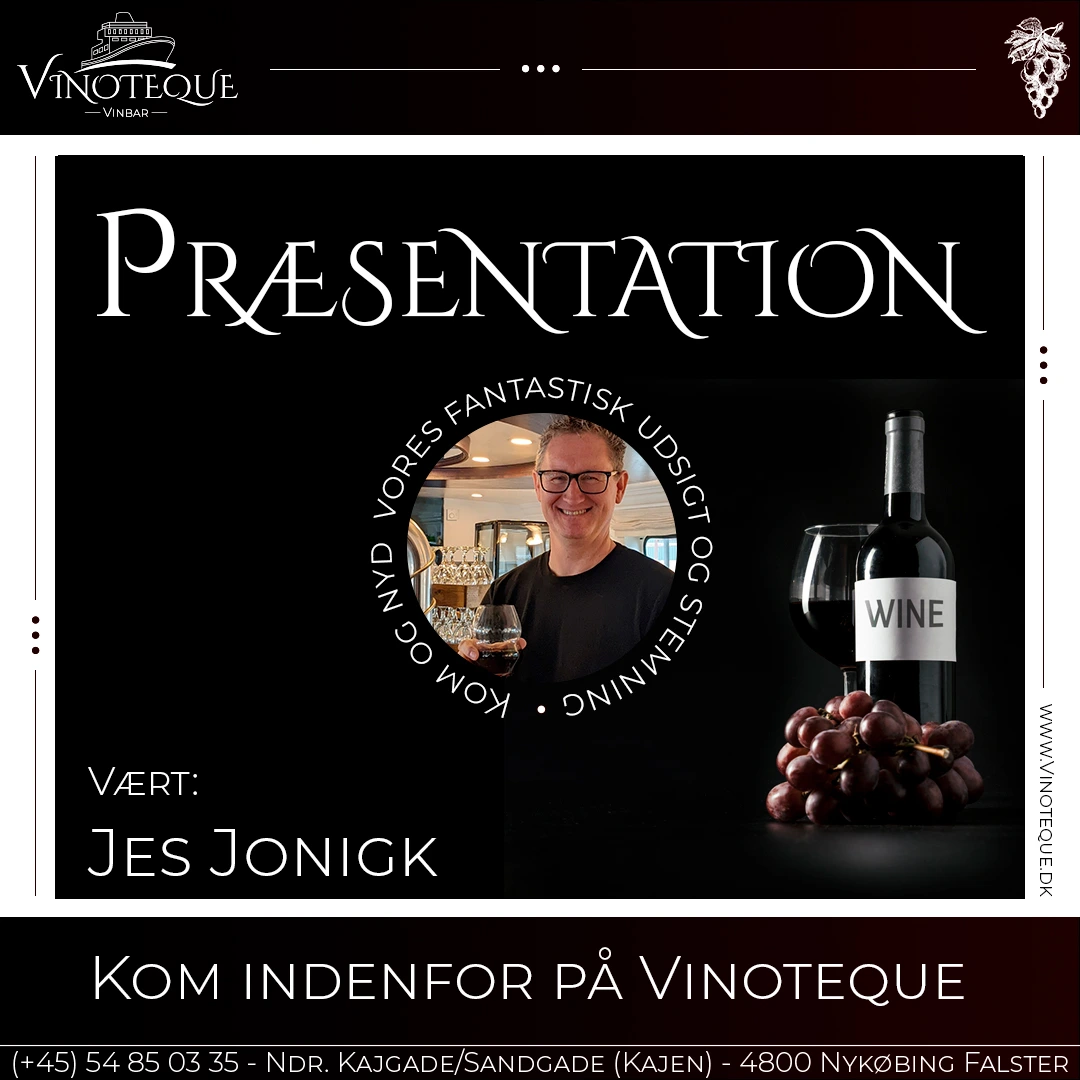 VINOTEQUE
VINBAR
PRÆSENTATION
KOM OG NYD VORES FANTASTISK UDSIGT OG STEMNING •
WINE
VÆRT:
JES JONIGK
WWW.VINOTEQUE.DK
KOM INDENFOR PÅ VINOTEQUE
(+45) 54 85 03 35 - NDR. KAJGADE/SANDGADE (KAJEN) - 4800 NYKØBING FALSTER